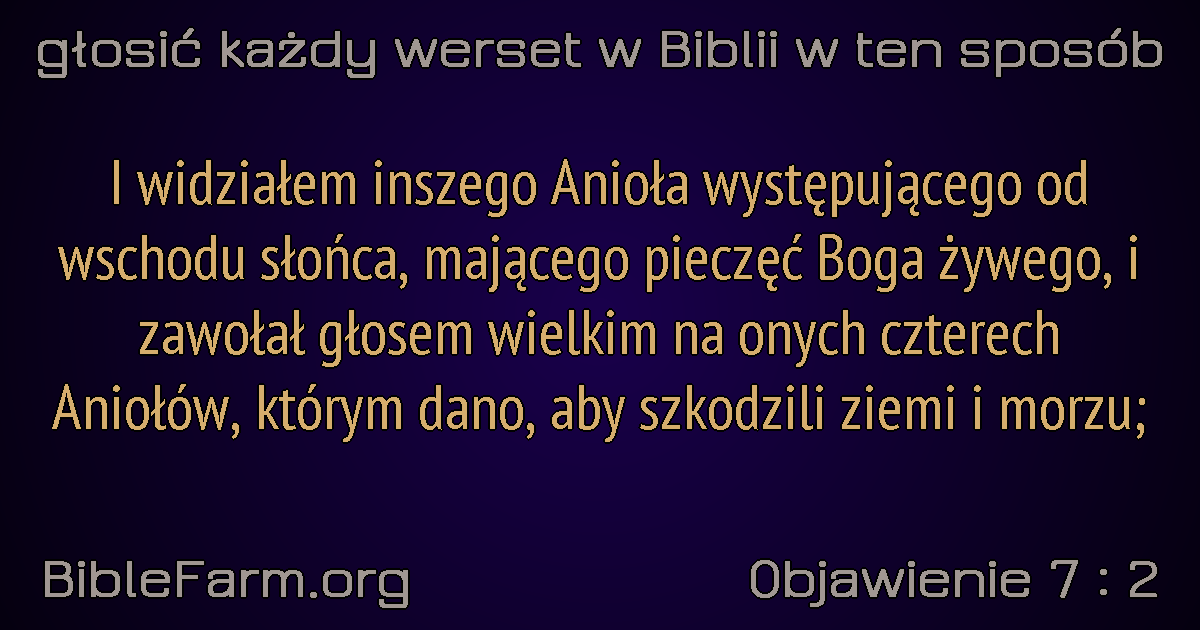 głosić każdy werset w Biblii w ten sposób
I widziałem inszego Anioła występującego od
wschodu słońca, mającego pieczęć Boga żywego, i
zawołał głosem wielkim na onych czterech
Aniołów, którym dano, aby szkodzili ziemi i morzu;
BibleFarm.org
Objawienie 7 : 2